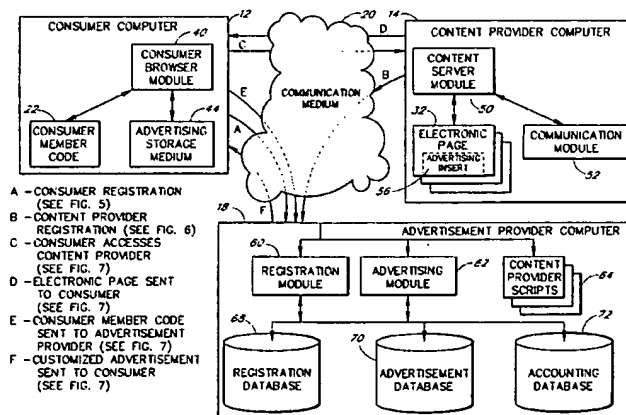 CONSUMER COMPUTER
12
20
14
CONTENT PROVIDER COMPUTER
40
CONSUMER
BROWSER
MODULE
D
C
B
E
A
COMMUNICATION
MEDIUM
CONTENT
SERVER
MODULE
50
22
44
CONSUMER
MEMBER
CODE
ADVERTISING
STORAGE
MEDIUM
32
ELECTRONIC
PAGE
ADVERTISING
INSERT
56
COMMUNICATION
MODULE
52
F
18
A - CONSUMER REGISTRATION
(SEE FIG. 5)
B - CONTENT PROVIDER
REGISTRATION (SEE FIG. 6)
C - CONSUMER ACCESSES
CONTENT PROVIDER
(SEE FIG. 7)
D - ELECTRONIC PAGE SENT
TO CONSUMER
(SEE FIG. 7)
E - CONSUMER MEMBER CODE
SENT TO ADVERTISEMENT
PROVIDER (SEE FIG. 7)
F - CUSTOMIZED ADVERTISEMENT
SENT TO CONSUMER
(SEE FIG. 7)
ADVERTISEMENT PROVIDER COMPUTER
60
REGISTRATION
MODULE
ADVERTISING
MODULE
62
CONTENT
PROVIDER
SCRIPTS
64
68
REGISTRATION
DATABASE
70
ADVERTISEMENT
DATABASE
72
ACCOUNTING
DATABASE